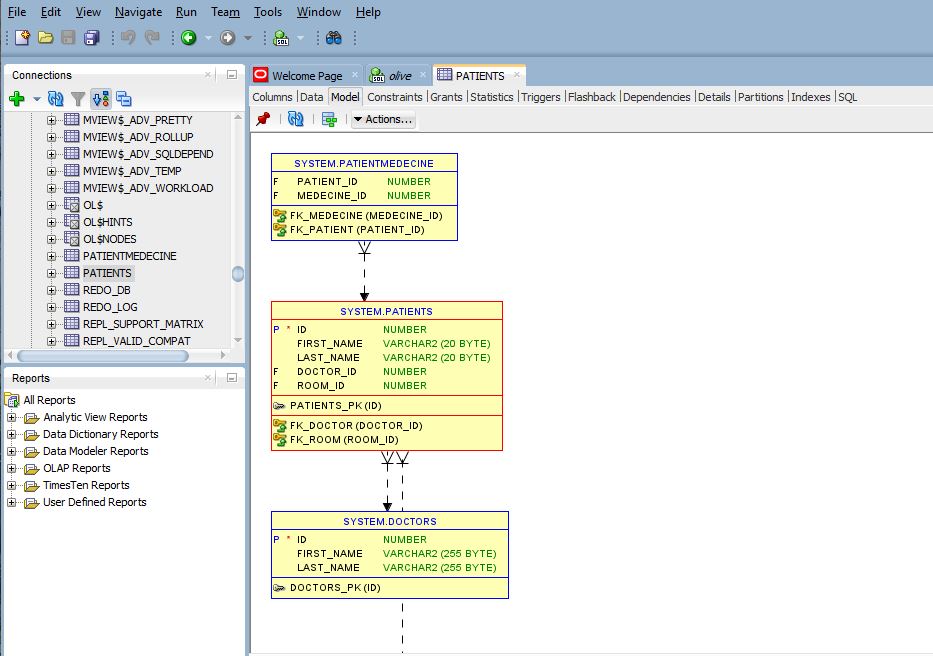 File Edit View Navigate Run Team Tools Window Help
Connections
MVIEW$_ADV_PRETTY
MVIEW$_ADV_ROLLUP
MVIEW$_ADV_SQLDEPEND
MVIEW$_ADV_TEMP
MVIEW$_ADV_WORKLOAD
OL$
OL$HINTS
OL$NODES
PATIENTMEDECINE
PATIENTS
REDO_DB
REDO_LOG
REPL_SUPPORT_MATRIX
REPL_VALID_COMPAT
Reports
All Reports
Analytic View Reports
Data Dictionary Reports
Data Modeler Reports
OLAP Reports
TimesTen Reports
User Defined Reports
Welcome Page olive PATIENTS
Columns Data Model Constraints Grants Statistics Triggers Flashback Dependencies Details Partitions Indexes SQL
Actions...
SYSTEM.PATIENTMEDECINE
F PATIENT_ID NUMBER
F MEDECINE_ID NUMBER
FK_MEDECINE (MEDECINE_ID)
FK_PATIENT (PATIENT_ID)
SYSTEM.PATIENTS
P * ID NUMBER
FIRST_NAME VARCHAR2 (20 BYTE)
LAST_NAME VARCHAR2 (20 BYTE)
F DOCTOR_ID NUMBER
F ROOM_ID NUMBER
PATIENTS_PK (ID)
FK_DOCTOR (DOCTOR_ID)
FK_ROOM (ROOM_ID)
SYSTEM.DOCTORS
P * ID NUMBER
FIRST_NAME VARCHAR2 (255 BYTE)
LAST_NAME VARCHAR2 (255 BYTE)
DOCTORS_PK (ID)